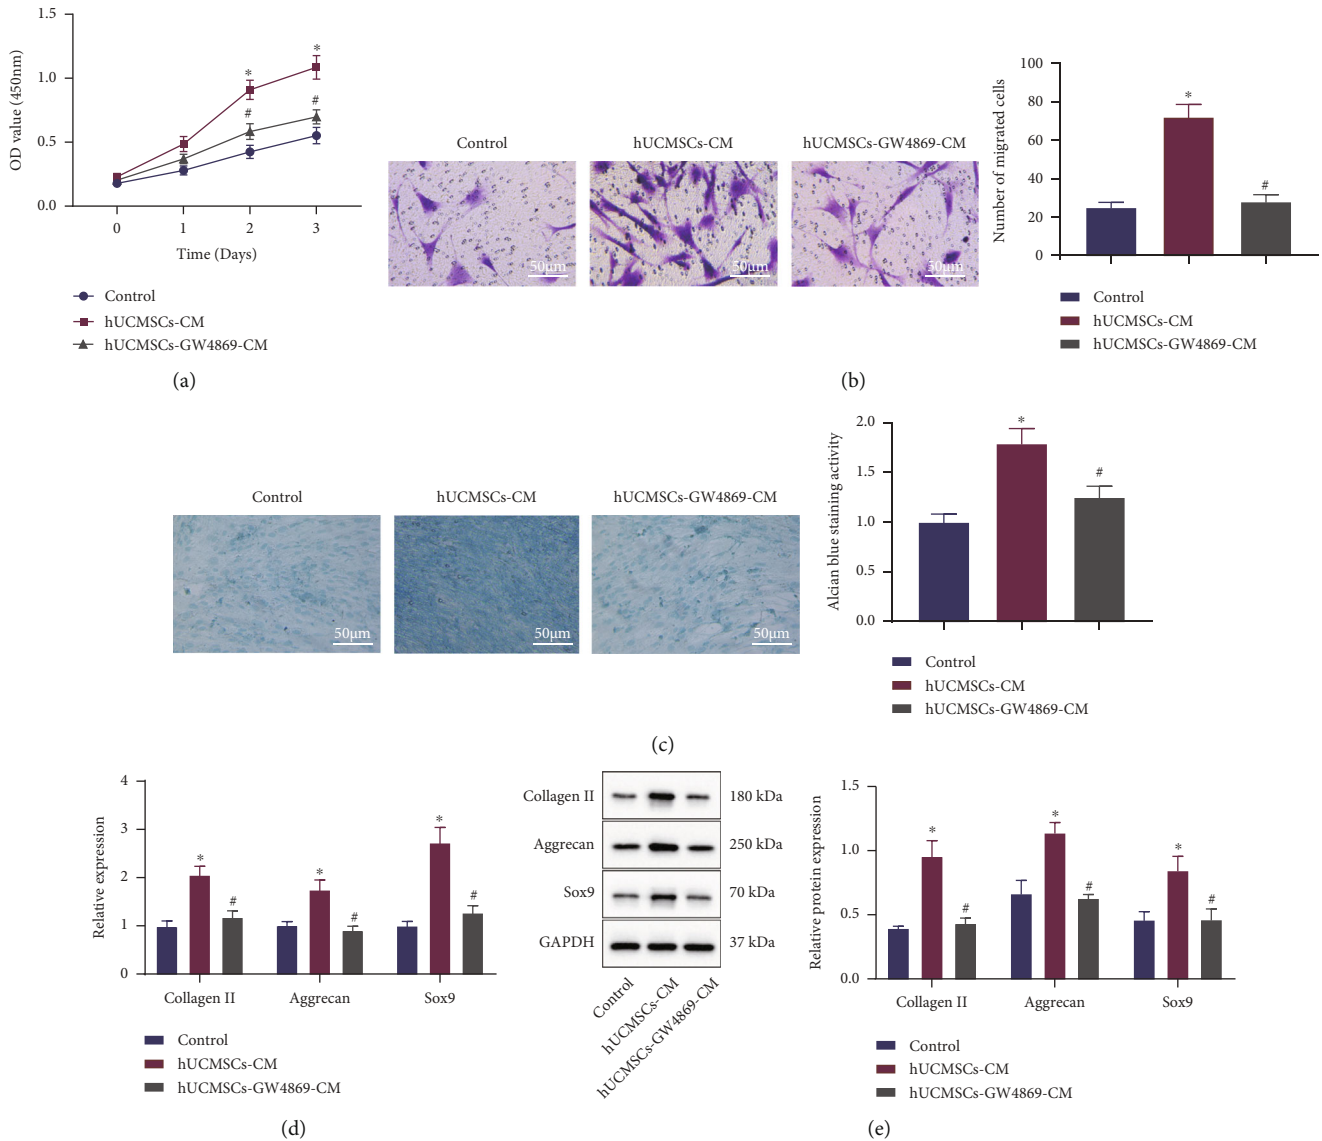 1.5
1.0
0.5
0.0
OD value (450nm)
* * # #
0 1 2 3
Time (Days)
Control
hUCMSCs-CM
hUCMSCs-GW4869-CM
(a)
Control hUCMSCs-CM hUCMSCs-GW4869-CM
50μm 50μm 50μm
100
80
60
40
20
0
Number of migrated cells
* #
Control
hUCMSCs-CM
hUCMSCs-GW4869-CM
(b)
Control hUCMSCs-CM hUCMSCs-GW4869-CM
50μm 50μm 50μm
2.0
1.5
1.0
0.5
0.0
Alcian blue staining activity
* #
Control
hUCMSCs-CM
hUCMSCs-GW4869-CM
(c)
4
3
2
1
0
Relative expression
* # * # * #
Collagen II Aggrecan Sox9
Control
hUCMSCs-CM
hUCMSCs-GW4869-CM
(d)
Collagen II 180 kDa
Aggrecan 250 kDa
Sox9 70 kDa
GAPDH 37 kDa
Control
hUCMSCs-CM
hUCMSCs-GW4869-CM
1.5
1.0
0.5
0.0
Relative protein expression
* # * # * #
Collagen II Aggrecan Sox9
Control
hUCMSCs-CM
hUCMSCs-GW4869-CM
(e)